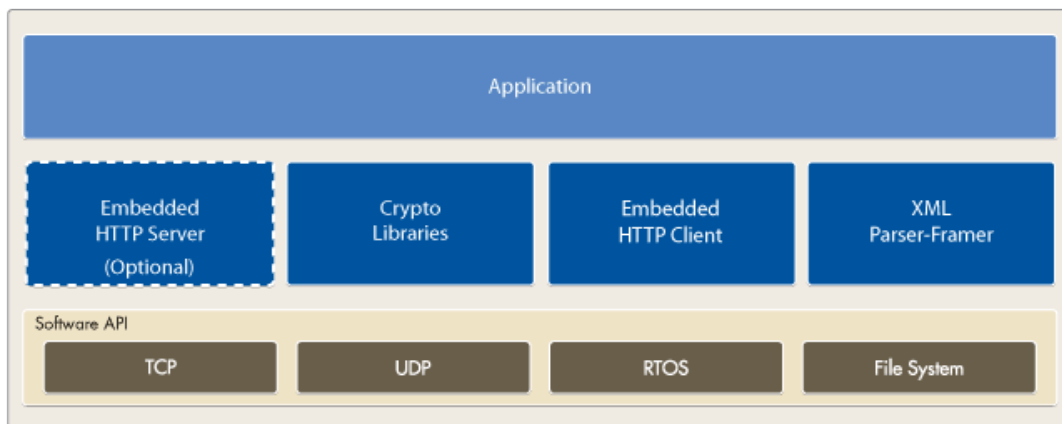 Application
Embedded
HTTP Server
(Optional)
Crypto
Libraries
Embedded
HTTP Client
XML
Parser-Framer
Software API
TCP
UDP
RTOS
File System